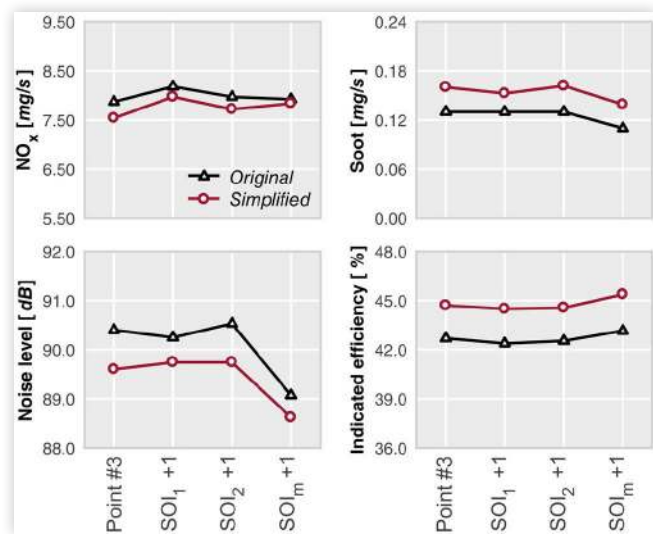 NOx [mg/s]
9.50
8.50
7.50
6.50
5.50
Original
Simplified
Soot [mg/s]
0.24
0.18
0.12
0.06
0.00
Noise level [ dB]
92.0
91.0
90.0
89.0
88.0
Indicated efficiency [ %]
48.0
45.0
42.0
39.0
36.0
Point #3
SOI1 +1
SOI2 +1
SOIm +1
Point #3
SOI1 +1
SOI2 +1
SOIm +1